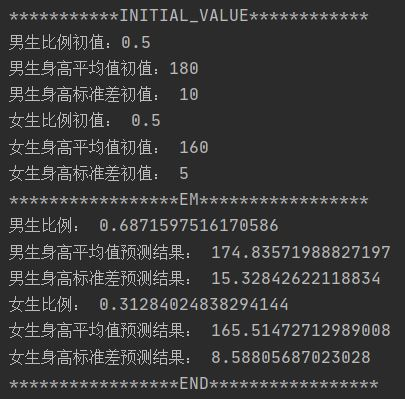 ***********INITIAL_VALUE************
男生比例初值：0.5
男生身高平均值初值：180
男生身高标准差初值： 10
女生比例初值： 0.5
女生身高平均值初值： 160
女生身高标准差初值： 5
*****************EM*****************
男生比例： 0.6871597516170586
男生身高平均值预测结果： 174.83571988827197
男生身高标准差预测结果： 15.32842622118834
女生比例： 0.31284024838294144
女生身高平均值预测结果： 165.51472712989008
女生身高标准差预测结果： 8.58805687023028
*****************END*****************